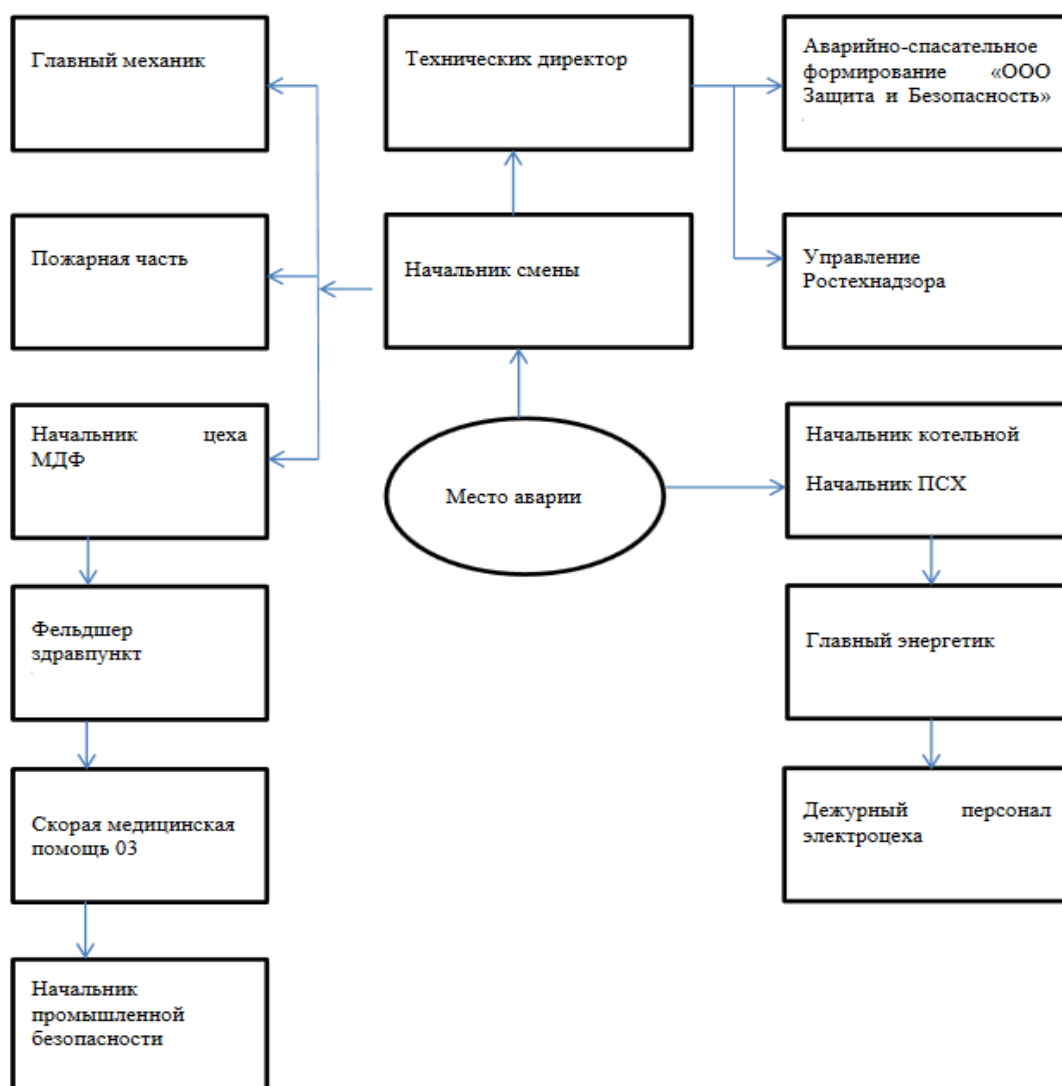 Главный механик
Технических директор
Аварийно-спасательное
формирование «ООО
Защита и Безопасность»
Пожарная часть
Начальник смены
Управление
Ростехнадзора
Начальник цеха
МДФ
Место аварии
Начальник котельной
Начальник ПСХ
Фельдшер
здравпункт
Главный энергетик
Скорая медицинская
помощь 03
Дежурный персонал
электроцеха
Начальник
промышленной
безопасности